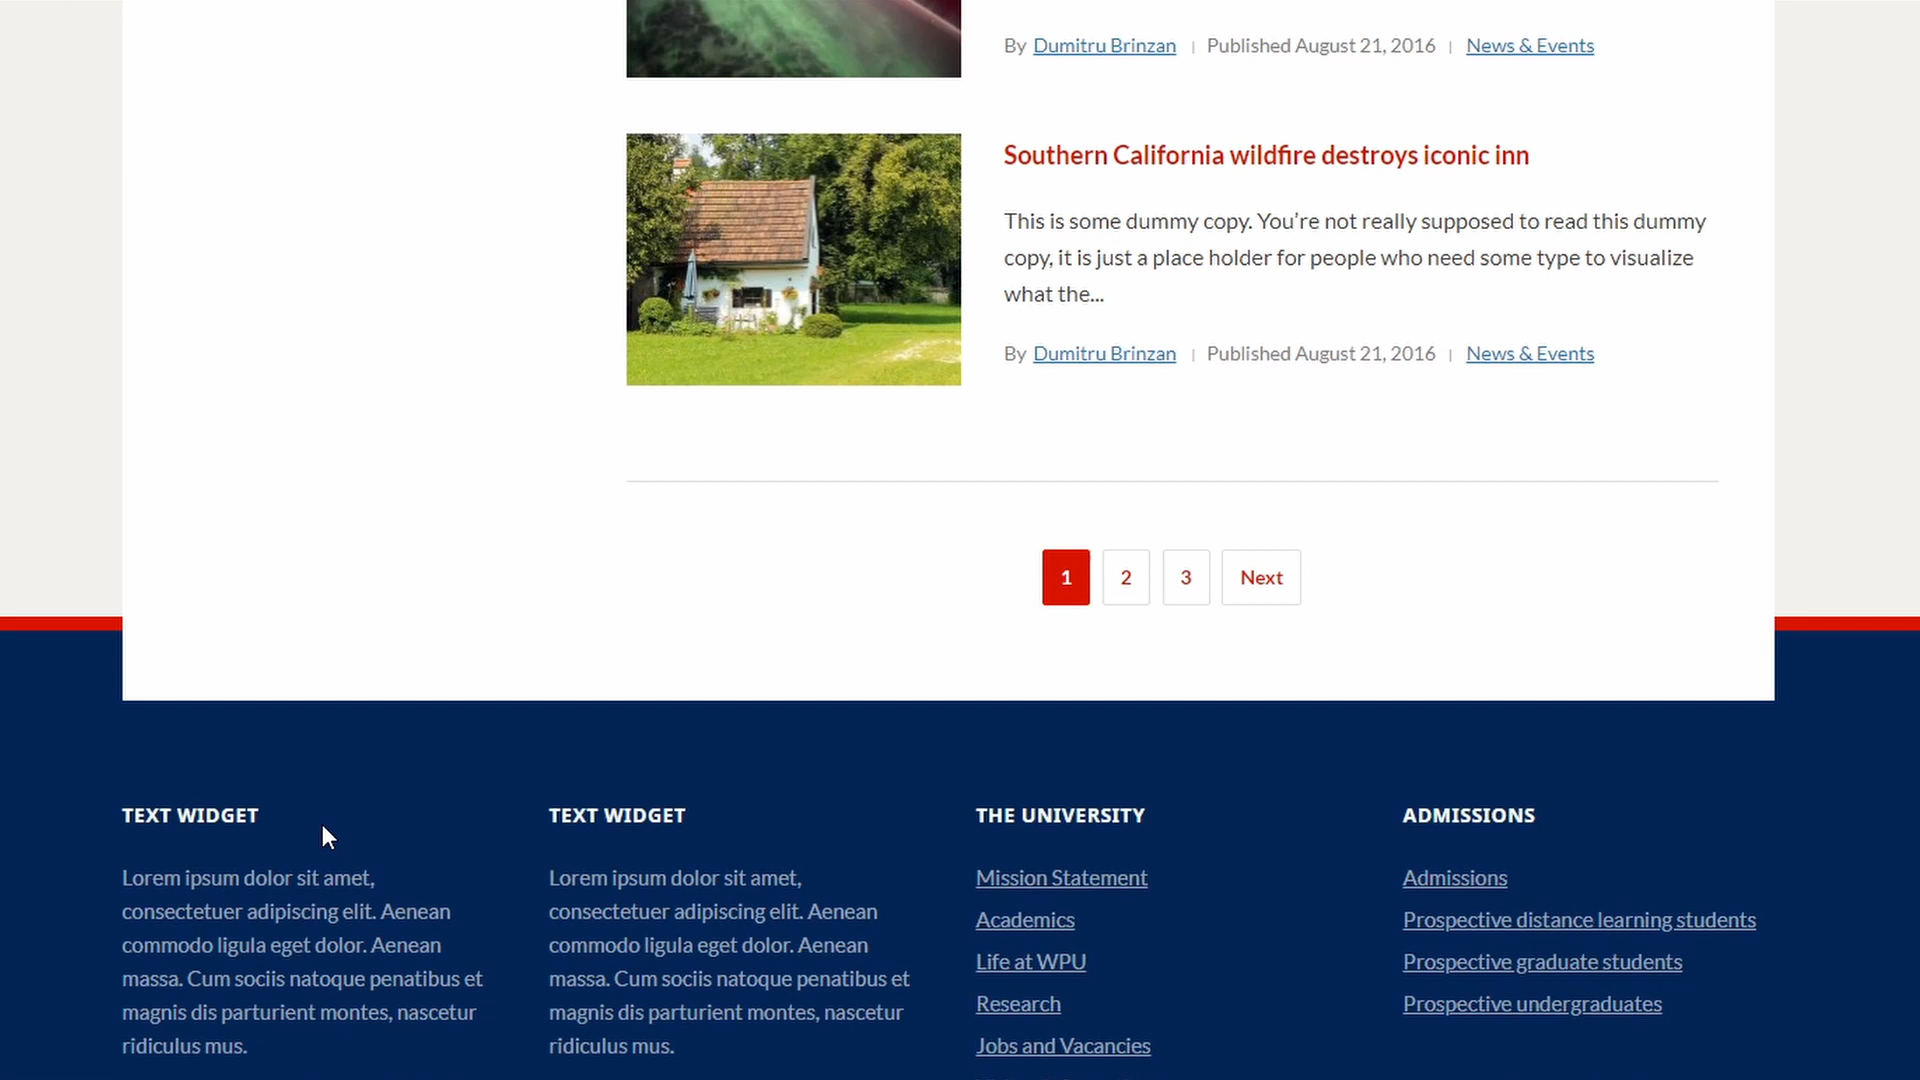 By Dumitru Brinzan | Published August 21, 2016 | News & Events
Southern California wildfire destroys iconic inn
This is some dummy copy. You’re not really supposed to read this dummy
copy, it is just a place holder for people who need some type to visualize
what the...
By Dumitru Brinzan | Published August 21, 2016 | News & Events
1 2 3 Next
TEXT WIDGET
Lorem ipsum dolor sit amet,
consectetuer adipiscing elit. Aenean
commodo ligula eget dolor. Aenean
massa. Cum sociis natoque penatibus et
magnis dis parturient montes, nascetur
ridiculus mus.
TEXT WIDGET
Lorem ipsum dolor sit amet,
consectetuer adipiscing elit. Aenean
commodo ligula eget dolor. Aenean
massa. Cum sociis natoque penatibus et
magnis dis parturient montes, nascetur
ridiculus mus.
THE UNIVERSITY
Mission Statement
Academics
Life at WPU
Research
Jobs and Vacancies
ADMISSIONS
Admissions
Prospective distance learning students
Prospective graduate students
Prospective undergraduates